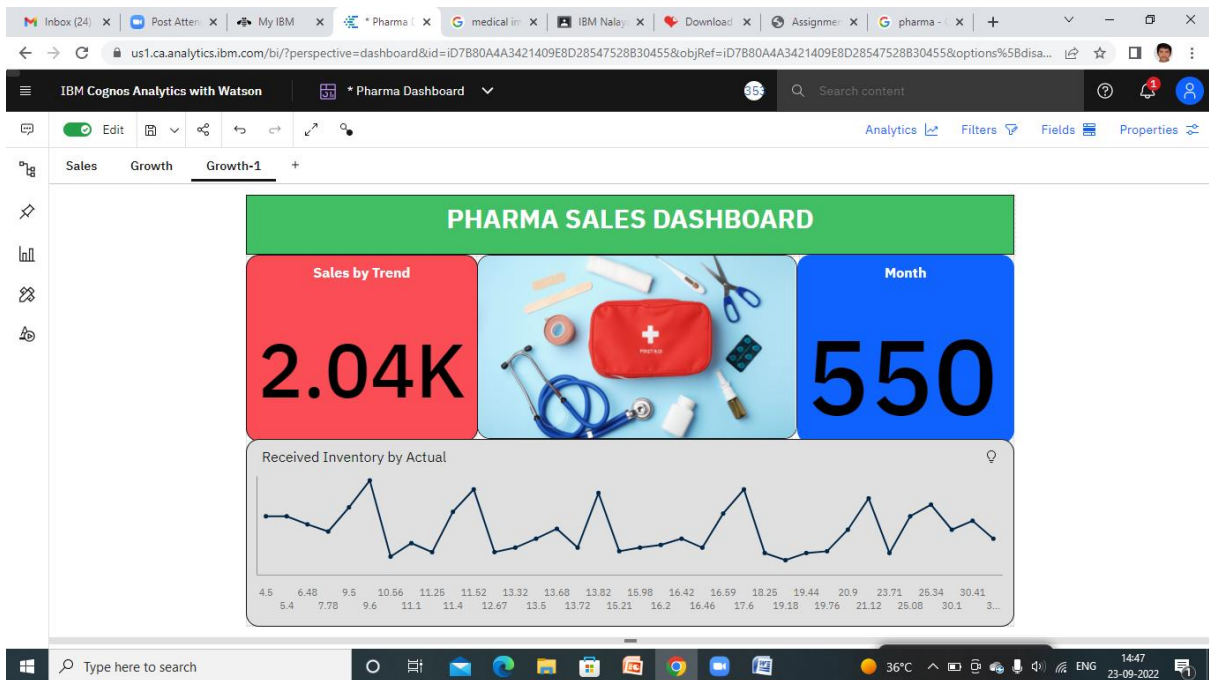 Inbox (24)
Post Atten
My IBM
* Pharma D
medical im
IBM Nalay
Download
Assignmen
pharma -
us1.ca.analytics.ibm.com/bi/?perspective=dashboard&id=iD7B80A4A3421409E8D28547528B30455&objRef=iD7B80A4A3421409E8D28547528B30455&options%5Bdisa...
IBM Cognos Analytics with Watson
* Pharma Dashboard
353
Search content
1
Edit
Analytics
Filters
Fields
Properties
Sales Growth Growth-1 +
PHARMA SALES DASHBOARD
Sales by Trend
2.04K
FIRST AID
Month
550
Received Inventory by Actual
4.5 6.48 9.5 10.56 11.25 11.52 13.32 13.68 13.82 15.98 16.42 16.59 18.25 19.44 20.9 23.71 25.34 30.41
5.4 7.78 9.6 11.1 11.4 12.67 13.5 13.72 15.21 16.2 16.46 17.6 19.18 19.76 21.12 25.08 30.1 3...
Type here to search
36°C
ENG
14:47
23-09-2022